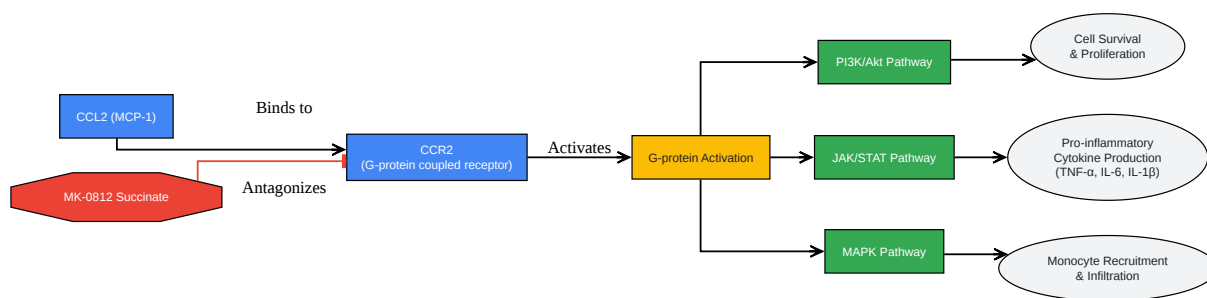 CCL2 (MCP-1)
Binds to
MK-0812 Succinate
Antagonizes
CCR2
(G-protein coupled receptor)
Activates
G-protein Activation
PI3K/Akt Pathway
JAK/STAT Pathway
MAPK Pathway
Cell Survival
& Proliferation
Pro-inflammatory
Cytokine Production
(TNF-α, IL-6, IL-1β)
Monocyte Recruitment
& Infiltration